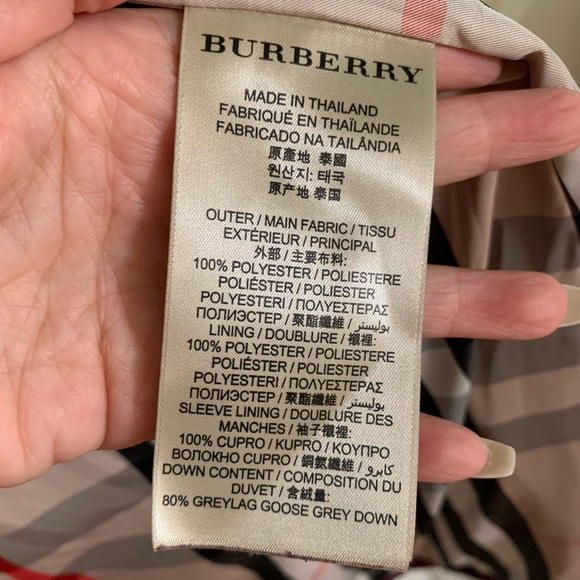 BURBERRY
MADE IN THAILAND
FABRIQUÉ EN THAÏLANDE
FABRICADO NA TAILÂNDIA
原產地 泰國
원산지: 태국
原产地 泰国
OUTER / MAIN FABRIC / TISSU
EXTÉRIEUR / PRINCIPAL
外部 / 主要布料:
100% POLYESTER / POLIESTERE
POLIÉSTER / POLIESTER
POLYESTERI / ΠΟΛΥΕΣΤΕΡΑΣ
ПОЛИЭСТЕР / 聚酯纖維 / بوليستر
LINING / DOUBLURE / 襯裡:
100% POLYESTER / POLIESTERE
POLIÉSTER / POLIESTER
POLYESTERI / ΠΟΛΥΕΣΤΕΡΑΣ
ПОЛИЭСТЕР / 聚酯纖維 / بوليستر
SLEEVE LINING / DOUBLURE DES
MANCHES / 袖子襯裡:
100% CUPRO / KUPRO / ΚΟΥΠΡΟ
ВОЛОКНО CUPRO / 銅氨纖維 / كابرو
DOWN CONTENT / COMPOSITION DU
DUVET / 含絨量:
80% GREYLAG GOOSE GREY DOWN